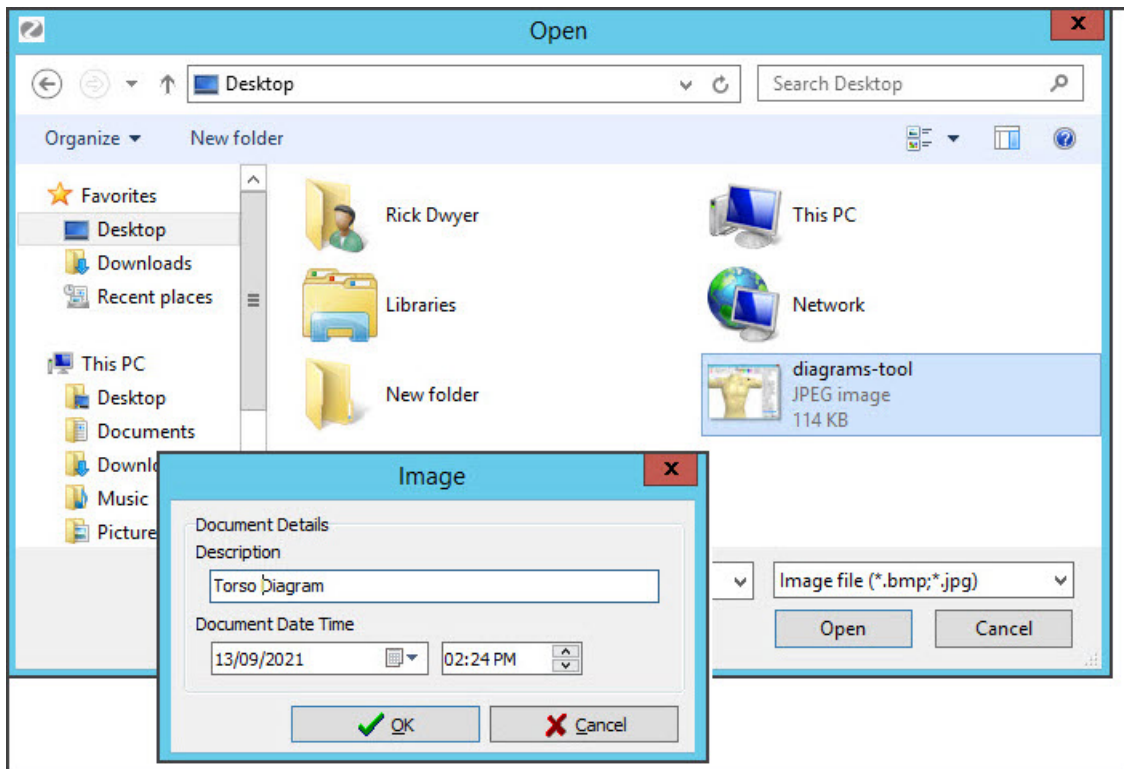 Open
X
Desktop
Search Desktop
Organize
New folder
Favorites
Desktop
Downloads
Recent places
This PC
Desktop
Documents
Downlo
Music
Picture
Rick Dwyer
This PC
Libraries
Network
New folder
diagrams-tool
JPEG image
114 KB
Image file (*.bmp;*.jpg)
Open
Cancel
Image
X
Document Details
Description
Torso Diagram
Document Date Time
13/09/2021
02:24 PM
OK
Cancel